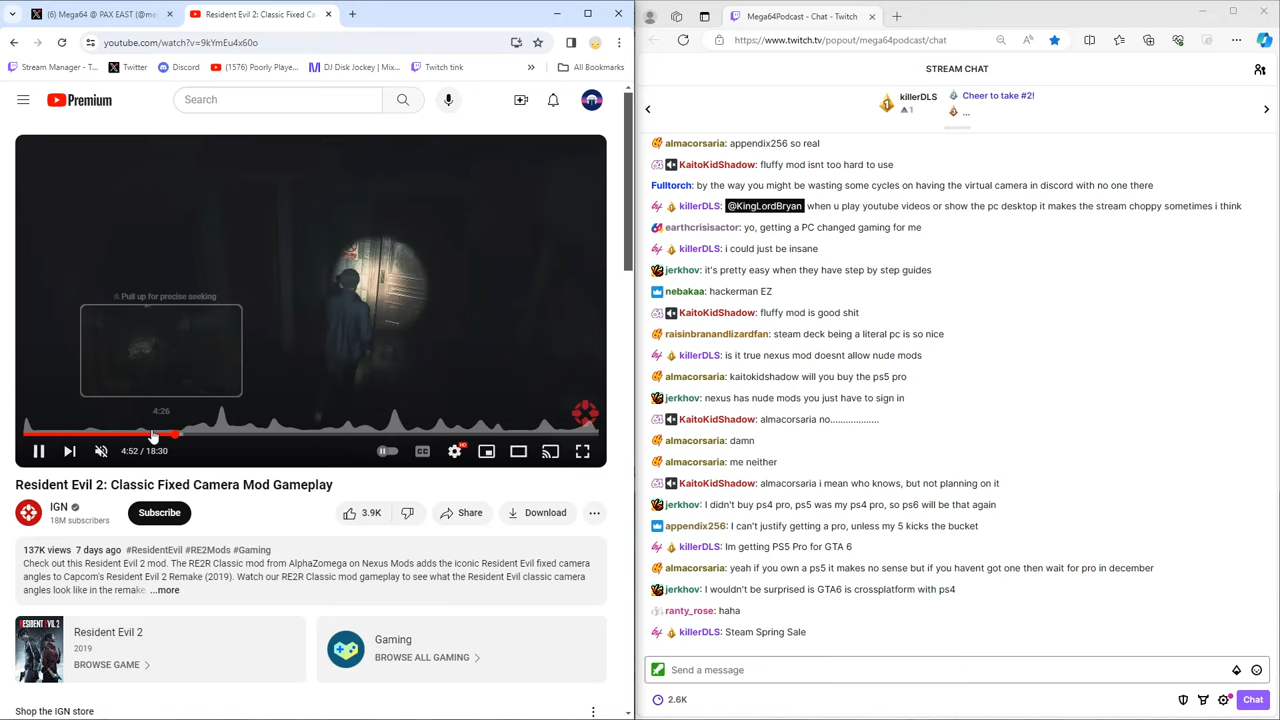 (6) Mega64 @ PAX EAST (@me
Resident Evil 2: Classic Fixed Ca
youtube.com/watch?v=9kYmEu4x60o
Stream Manager - T...
Twitter
Discord
(1576) Poorly Playe...
DJ Disk Jockey | Mix...
Twitch tink
All Bookmarks
Premium
Search
Pull up for precise seeking
4:26
4:52 / 18:30
HD
Resident Evil 2: Classic Fixed Camera Mod Gameplay
IGN
18M subscribers
Subscribe
3.9K
Share
Download
137K views 7 days ago #ResidentEvil #RE2Mods #Gaming
Check out this Resident Evil 2 mod. The RE2R Classic mod from AlphaZomega on Nexus Mods adds the iconic Resident Evil fixed camera
angles to Capcom's Resident Evil 2 Remake (2019). Watch our RE2R Classic mod gameplay to see what the Resident Evil classic camera
angles look like in the remake. ...more
RESIDENT EVIL 2
Resident Evil 2
2019
BROWSE GAME
Gaming
BROWSE ALL GAMING
Shop the IGN store
Mega64Podcast - Chat - Twitch
https://www.twitch.tv/popout/mega64podcast/chat
STREAM CHAT
1
killerDLS
1
Cheer to take #2!
...
almacorsaria: appendix256 so real
KaitoKidShadow: fluffy mod isnt too hard to use
Fulltorch: by the way you might be wasting some cycles on having the virtual camera in discord with no one there
killerDLS: @KingLordBryan when u play youtube videos or show the pc desktop it makes the stream choppy sometimes i think
earthcrisisactor: yo, getting a PC changed gaming for me
killerDLS: i could just be insane
jerkhov: it's pretty easy when they have step by step guides
nebakaa: hackerman EZ
KaitoKidShadow: fluffy mod is good shit
raisinbranandlizardfan: steam deck being a literal pc is so nice
killerDLS: is it true nexus mod doesnt allow nude mods
almacorsaria: kaitokidshadow will you buy the ps5 pro
jerkhov: nexus has nude mods you just have to sign in
KaitoKidShadow: almacorsaria no..................
almacorsaria: damn
almacorsaria: me neither
KaitoKidShadow: almacorsaria i mean who knows, but not planning on it
jerkhov: I didn't buy ps4 pro, ps5 was my ps4 pro, so ps6 will be that again
appendix256: I can't justify getting a pro, unless my 5 kicks the bucket
killerDLS: Im getting PS5 Pro for GTA 6
almacorsaria: yeah if you own a ps5 it makes no sense but if you havent got one then wait for pro in december
jerkhov: I wouldn't be surprised is GTA6 is crossplatform with ps4
ranty_rose: haha
killerDLS: Steam Spring Sale
Send a message
2.6K
Chat